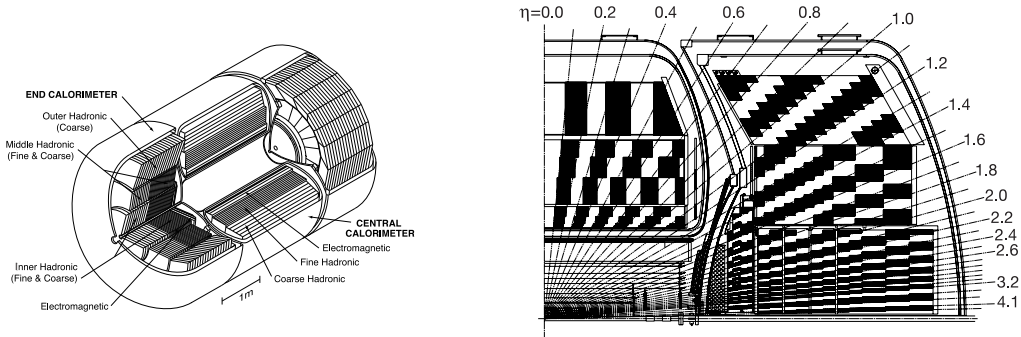 END CALORIMETER
Outer Hadronic
(Coarse)
Middle Hadronic
(Fine & Coarse)
Inner Hadronic
(Fine & Coarse)
Electromagnetic
1m
CENTRAL
CALORIMETER
Electromagnetic
Fine Hadronic
Coarse Hadronic
η=0.0
0.2
0.4
0.6
0.8
1.0
1.2
1.4
1.6
1.8
2.0
2.2
2.4
2.6
3.2
4.1